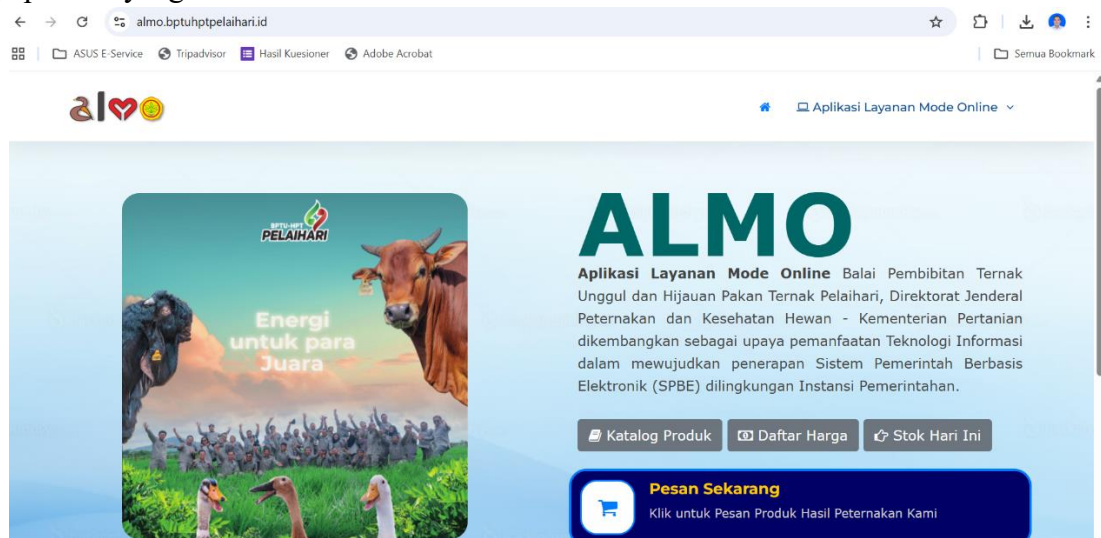 almo.bptuhptpelaihari.id
ASUS E-Service Tripadvisor Hasil Kuesioner Adobe Acrobat Semua Bookmark
almo
Aplikasi Layanan Mode Online
BPTU-HPT
PELAIHARI
Energi
untuk para
Juara
ALMO
Aplikasi Layanan Mode Online Balai Pembibitan Ternak
Unggul dan Hijauan Pakan Ternak Pelaihari, Direktorat Jenderal
Peternakan dan Kesehatan Hewan - Kementerian Pertanian
dikembangkan sebagai upaya pemanfaatan Teknologi Informasi
dalam mewujudkan penerapan Sistem Pemerintah Berbasis
Elektronik (SPBE) dilingkungan Instansi Pemerintahan.
Katalog Produk Daftar Harga Stok Hari Ini
Pesan Sekarang
Klik untuk Pesan Produk Hasil Peternakan Kami